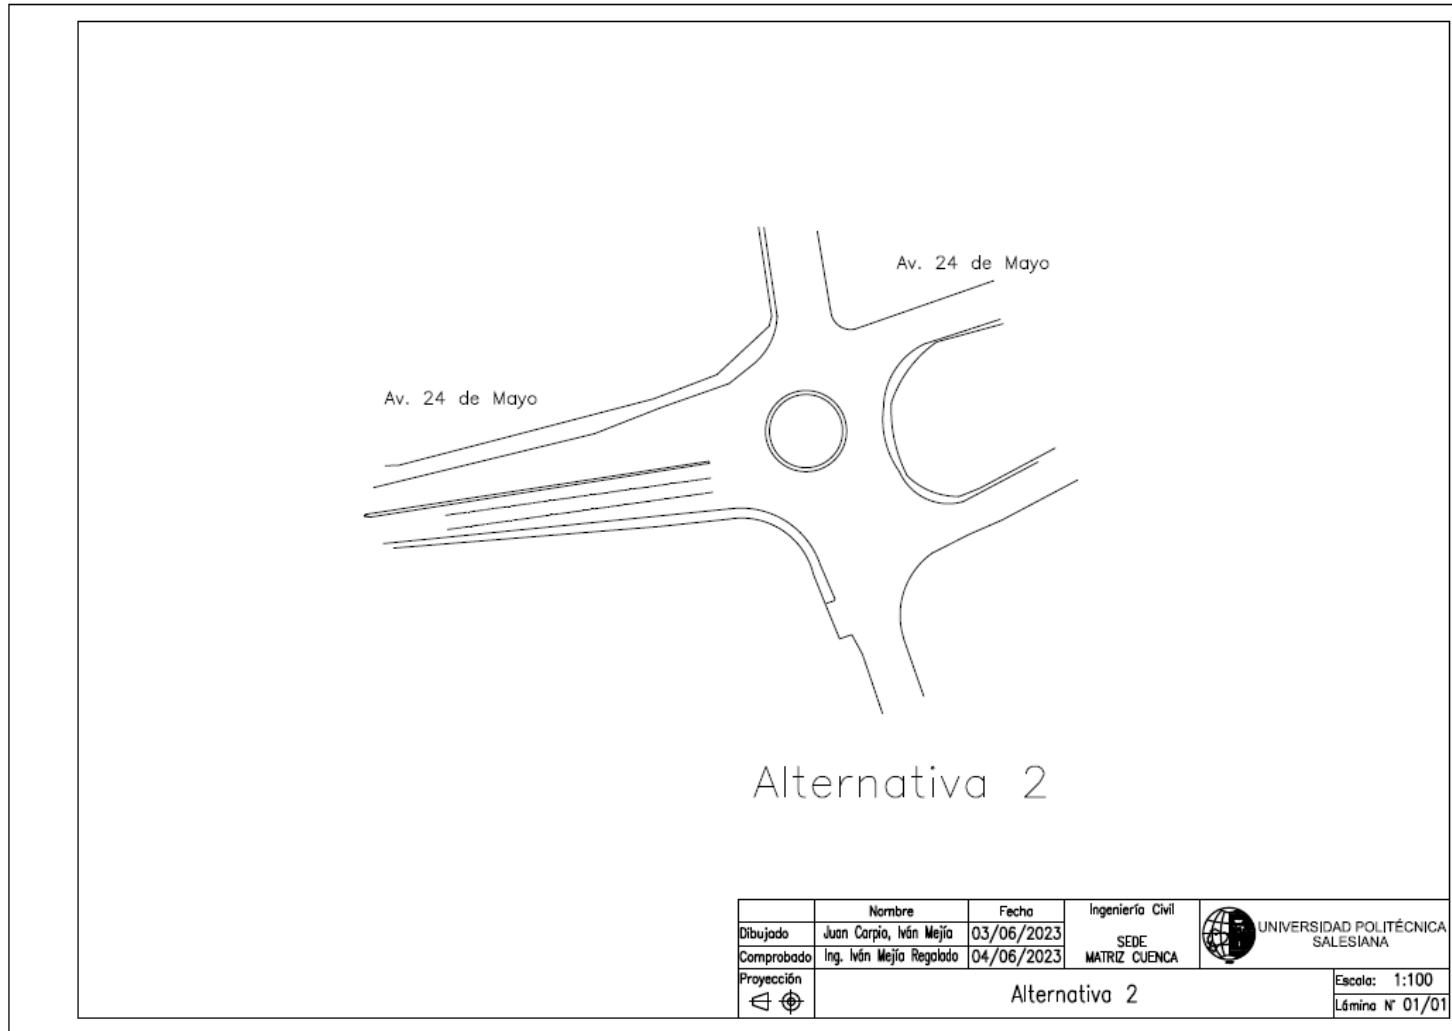 Av. 24 de Mayo
Av. 24 de Mayo
Alternativa 2
Nombre
Fecha
Ingeniería Civil
Dibujado
Juan Carpio, Iván Mejía
03/06/2023
SEDE
MATRIZ CUENCA
Comprobado
Ing. Iván Mejía Regalado
04/06/2023
UNIVERSIDAD POLITÉCNICA
SALESIANA
Proyección
Alternativa 2
Escala: 1:100
Lámina N° 01/01